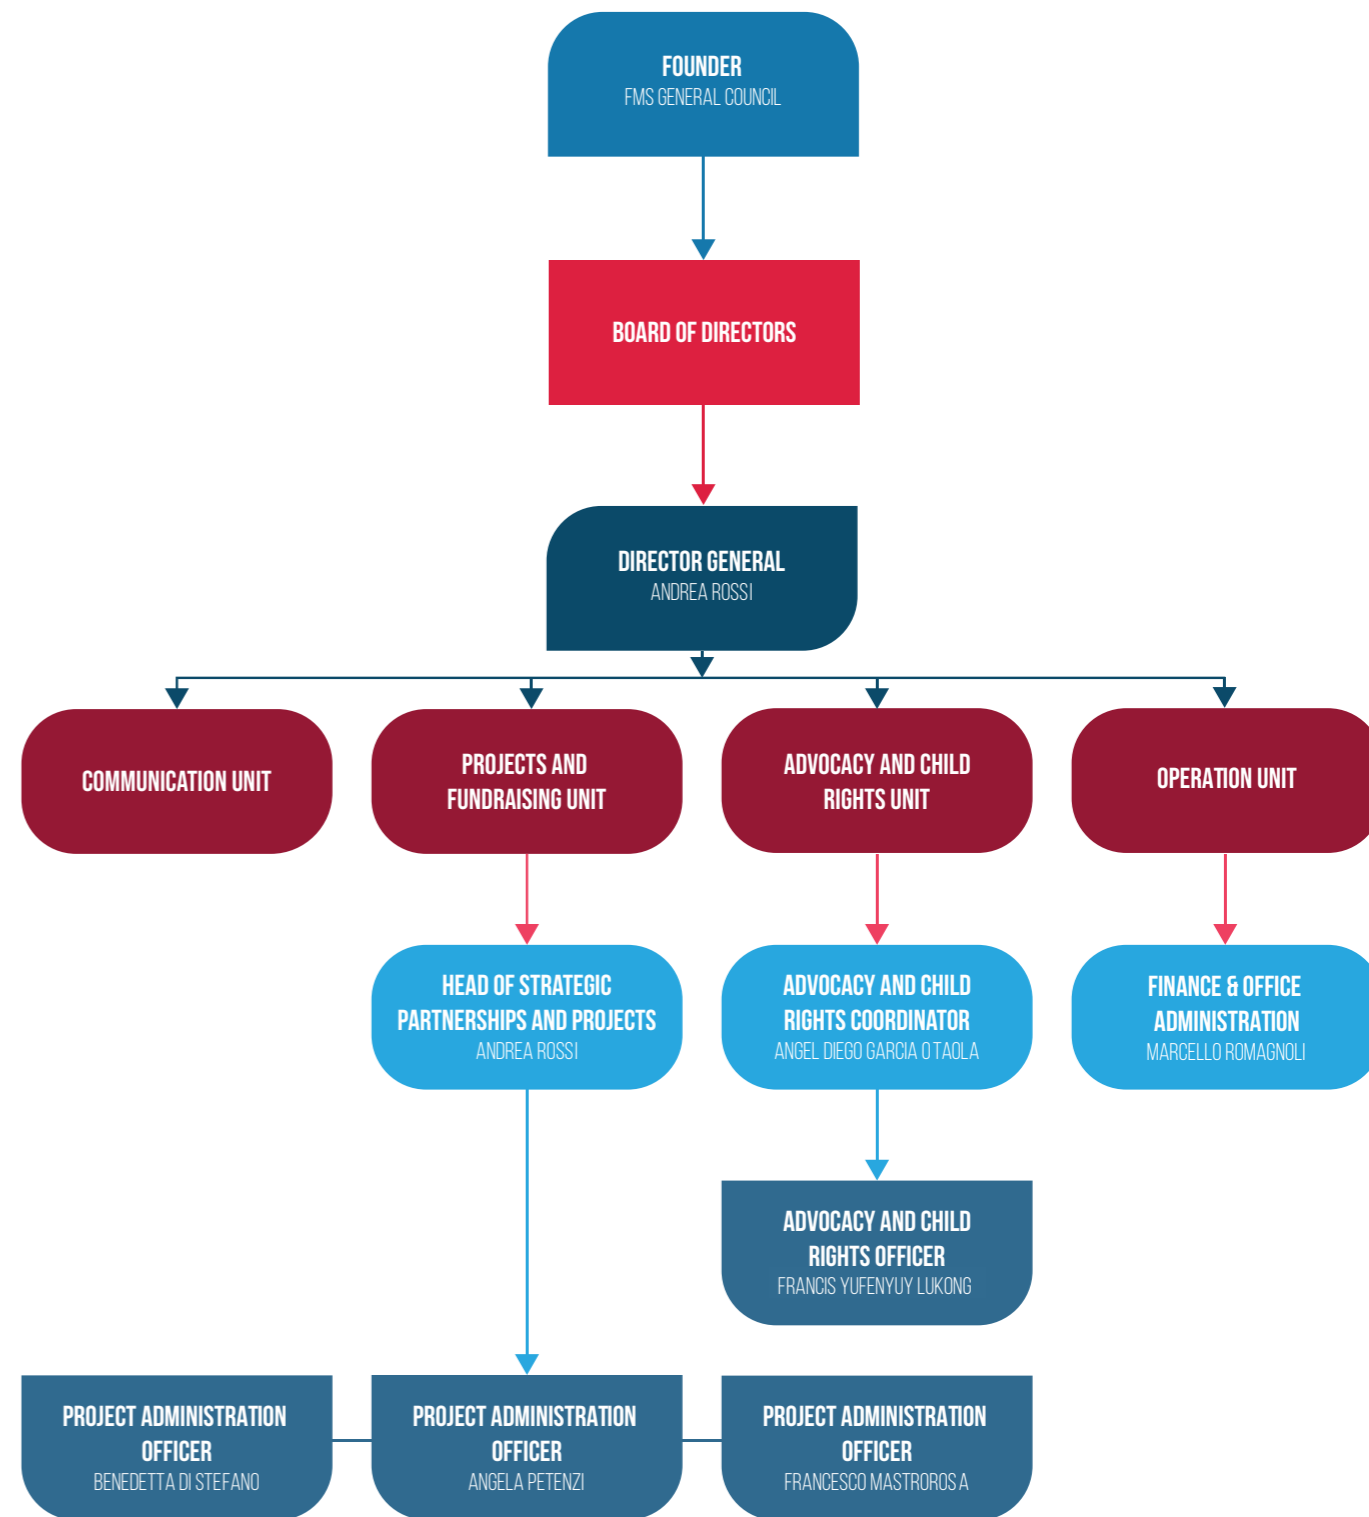 FOUNDER
FMS GENERAL COUNCIL
BOARD OF DIRECTORS
DIRECTOR GENERAL
ANDREA ROSSI
COMMUNICATION UNIT
PROJECTS AND
FUNDRAISING UNIT
ADVOCACY AND CHILD
RIGHTS UNIT
OPERATION UNIT
HEAD OF STRATEGIC
PARTNERSHIPS AND PROJECTS
ANDREA ROSSI
ADVOCACY AND CHILD
RIGHTS COORDINATOR
ANGEL DIEGO GARCIA OTAOLA
FINANCE & OFFICE
ADMINISTRATION
MARCELLO ROMAGNOLI
ADVOCACY AND CHILD
RIGHTS OFFICER
FRANCIS YUFENYUY LUKONG
PROJECT ADMINISTRATION
OFFICER
BENEDETTA DI STEFANO
PROJECT ADMINISTRATION
OFFICER
ANGELA PETENZI
PROJECT ADMINISTRATION
OFFICER
FRANCESCO MASTROROSA